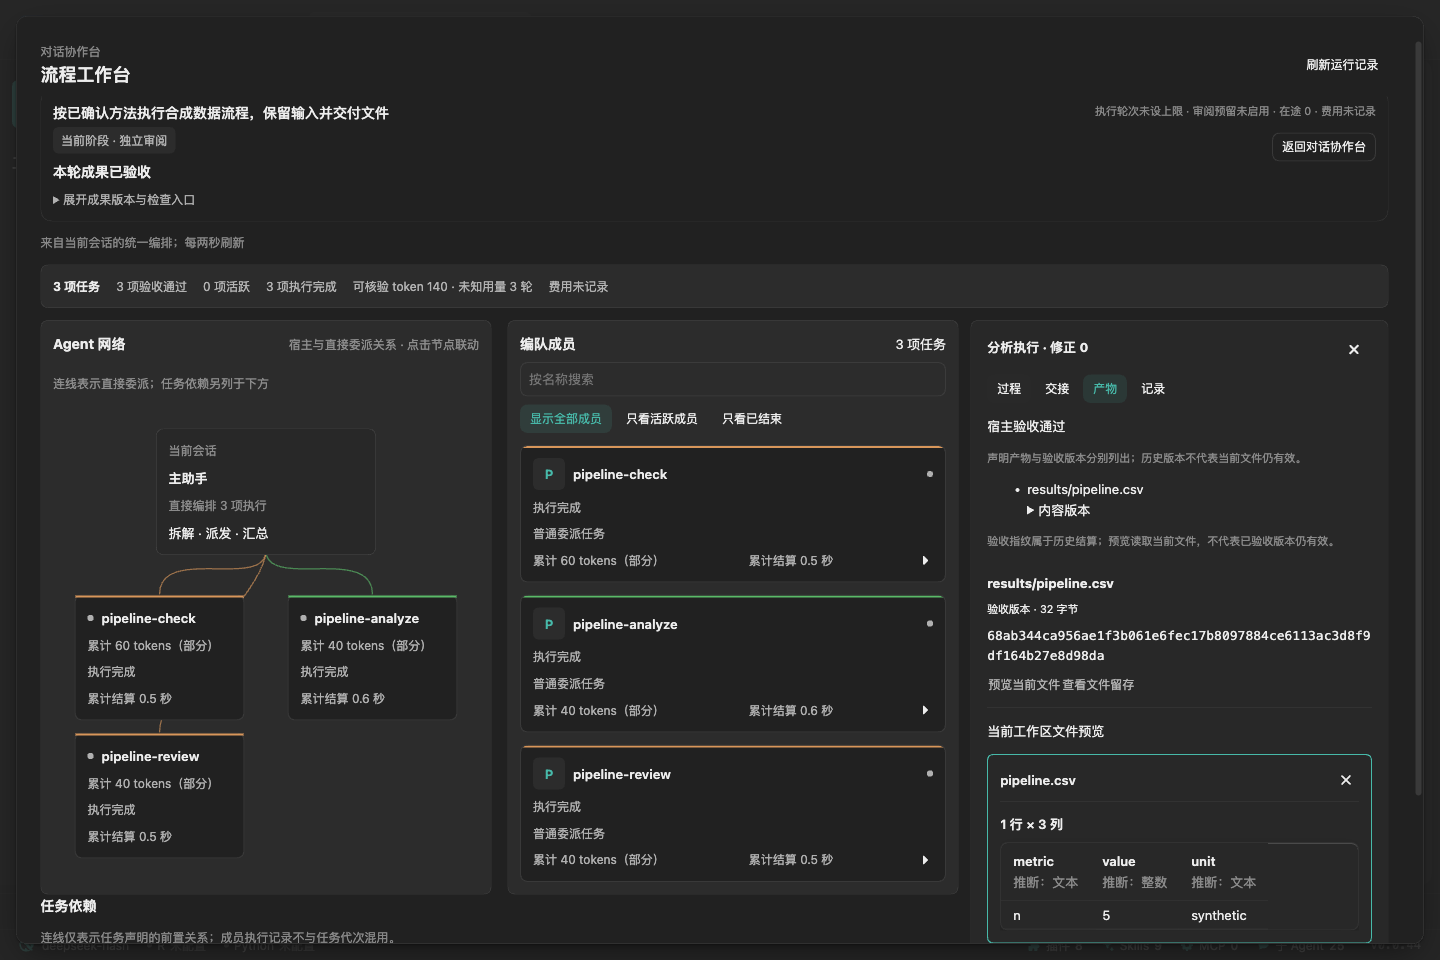 对话协作台
流程工作台
刷新运行记录
按已确认方法执行合成数据流程，保留输入并交付文件
执行轮次未设上限 · 审阅预留未启用 · 在途 0 · 费用未记录
当前阶段 · 独立审阅
返回对话协作台
本轮成果已验收
▶ 展开成果版本与检查入口
来自当前会话的统一编排；每两秒刷新
3 项任务 3 项验收通过 0 项活跃 3 项执行完成 可核验 token 140 · 未知用量 3 轮 费用未记录
Agent 网络
宿主与直接委派关系 · 点击节点联动
连线表示直接委派；任务依赖另列于下方
当前会话
主助手
直接编排 3 项执行
拆解 · 派发 · 汇总
pipeline-check
累计 60 tokens（部分）
执行完成
累计结算 0.5 秒
pipeline-analyze
累计 40 tokens（部分）
执行完成
累计结算 0.6 秒
pipeline-review
累计 40 tokens（部分）
执行完成
累计结算 0.5 秒
任务依赖
连线仅表示任务声明的前置关系；成员执行记录不与任务代次混用。
编队成员
3 项任务
按名称搜索
显示全部成员 只看活跃成员 只看已结束
P pipeline-check
执行完成
普通委派任务
累计 60 tokens（部分） 累计结算 0.5 秒
P pipeline-analyze
执行完成
普通委派任务
累计 40 tokens（部分） 累计结算 0.6 秒
P pipeline-review
执行完成
普通委派任务
累计 40 tokens（部分） 累计结算 0.5 秒
分析执行 · 修正 0
过程 交接 产物 记录
宿主验收通过
声明产物与验收版本分别列出；历史版本不代表当前文件仍有效。
• results/pipeline.csv
▶ 内容版本
验收指纹属于历史结算；预览读取当前文件，不代表已验收版本仍有效。
results/pipeline.csv
验收版本 · 32 字节
68ab344ca956ae1f3b061e6fec17b8097884ce6113ac3d8f9
df164b27e8d98da
预览当前文件 查看文件留存
当前工作区文件预览
pipeline.csv
1 行 × 3 列
metric value unit
推断：文本 推断：整数 推断：文本
n 5 synthetic